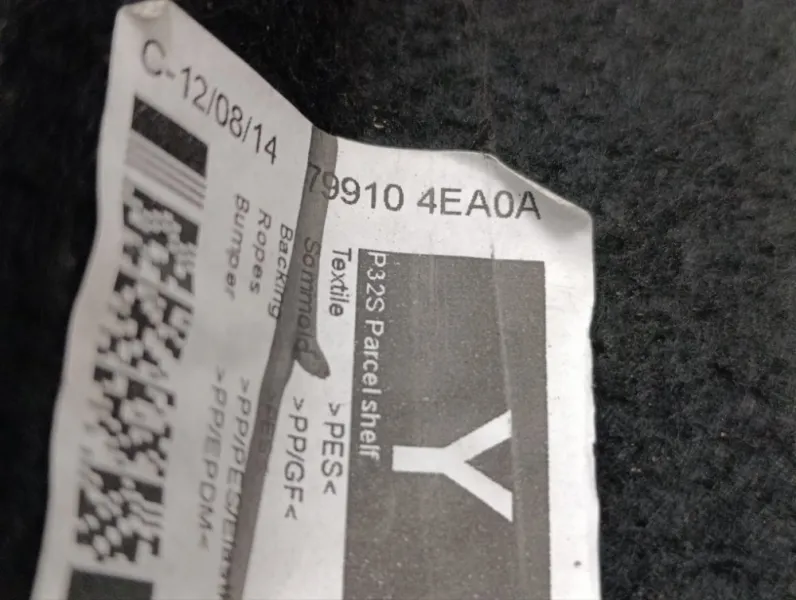 C-12/08/14
79910 4EA0A
P32S Parcel shelf
Y
Textile >PES<
Sommold >PP/GF<
Backing
Ropes
Bumper >PP/EPDM<